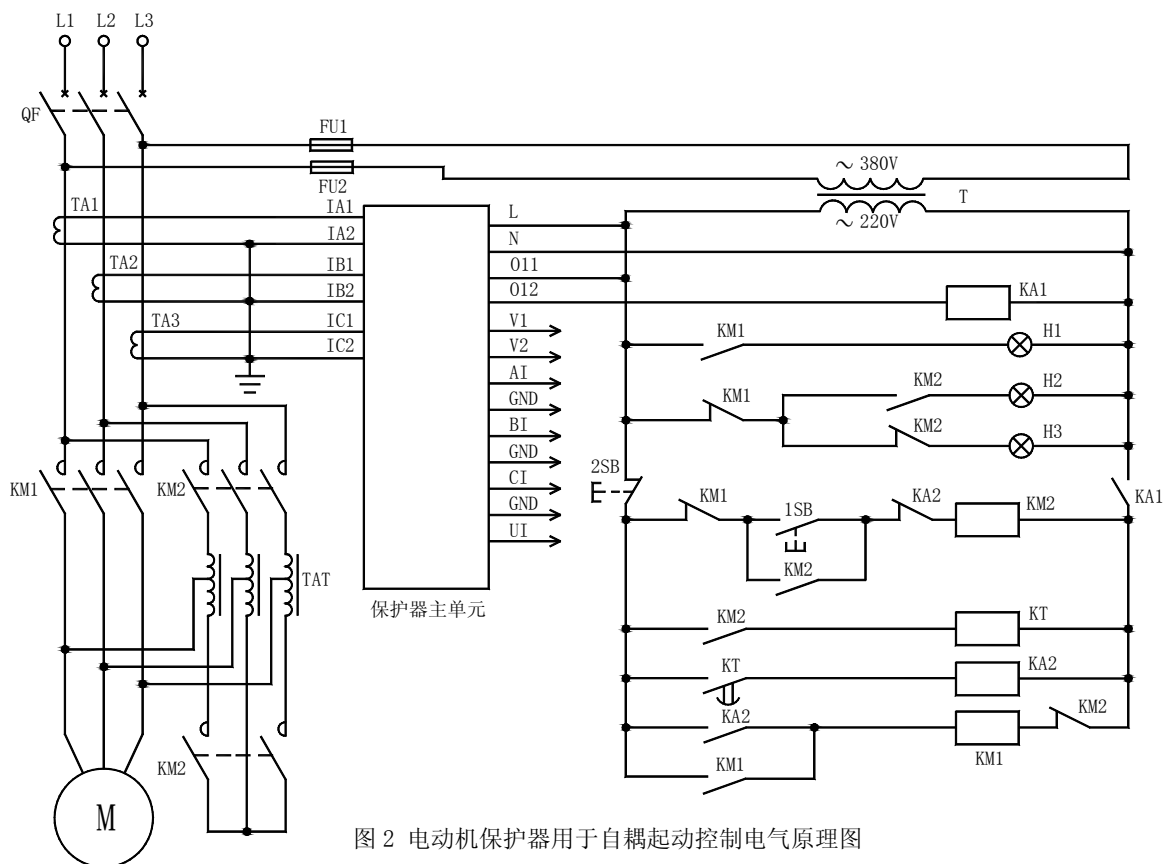 L1 L2 L3
QF
FU1
FU2
～ 380V
T
～ 220V
TA1
IA1
L
IA2
N
TA2
IB1
O11
IB2
O12
KA1
TA3
IC1
V1
KM1
H1
IC2
V2
AI
KM1
KM2
H2
GND
BI
KM2
H3
GND
2SB
KM1
KM2
CI
KM1
1SB
KA2
KM2
KA1
GND
UI
TAT
KM2
保护器主单元
KM2
KT
KT
KA2
KA2
KM2
KM2
KM1
KM1
M
图 2 电动机保护器用于自耦起动控制电气原理图